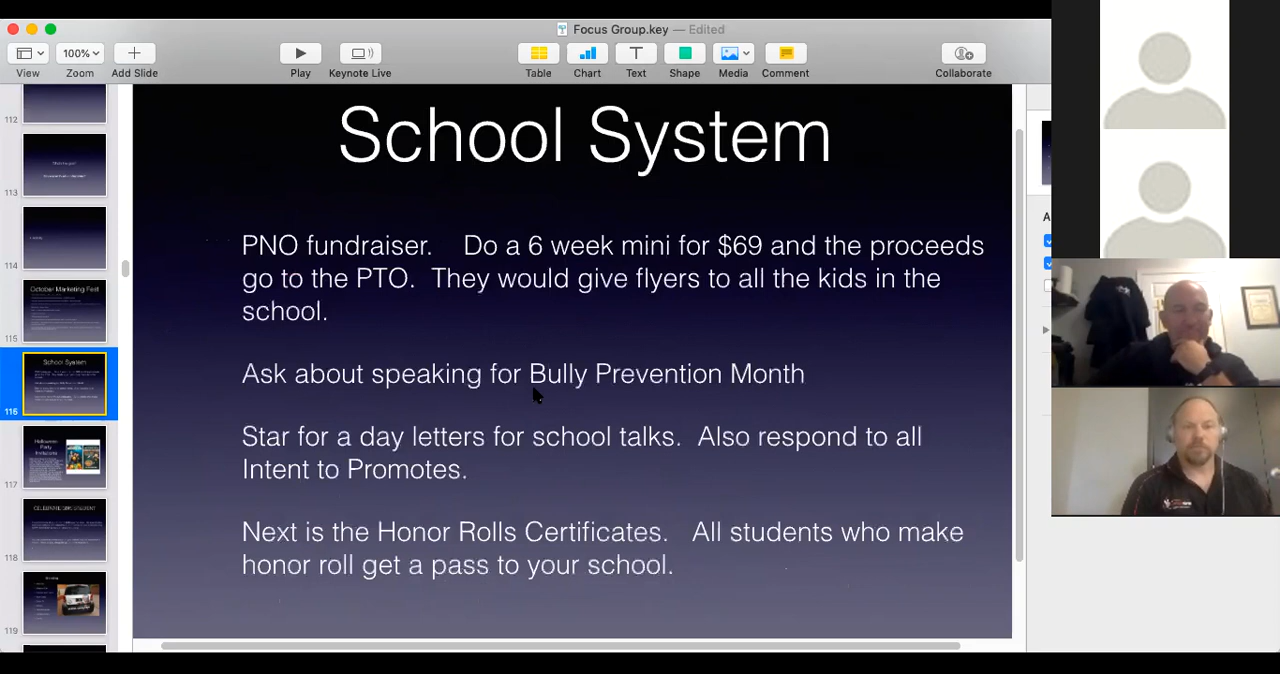 Focus Group.key — Edited
100%
View
Zoom
Add Slide
Play
Keynote Live
Table
Chart
Text
Shape
Media
Comment
Collaborate
112
113
114
October Marketing Fest
115
School System
116
Halloween
Party
Invitations
117
118
119
School System
PNO fundraiser. Do a 6 week mini for $69 and the proceeds
go to the PTO. They would give flyers to all the kids in the
school.
Ask about speaking for Bully Prevention Month
Star for a day letters for school talks. Also respond to all
Intent to Promotes.
Next is the Honor Rolls Certificates. All students who make
honor roll get a pass to your school.
A